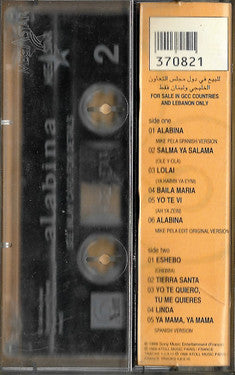 alabina
2
370821
للبيع في دول مجلس التعاون
الخليجي ولبنان فقط
FOR SALE IN GCC COUNTRIES
AND LEBANON ONLY
side one
01 ALABINA
MIKE PELA SPANISH VERSION
02 SALMA YA SALAMA
(OLE Y OLA)
03 LOLAI
(YA HABIBI YA EYNI)
04 BAILA MARIA
05 YO TE VI
(AH YA ZEIN)
06 ALABINA
MIKE PELA EDIT ORIGINAL VERSION
side two
01 ESHEBO
(CHEBBA)
02 TIERRA SANTA
03 YO TE QUIERO,
TU ME QUIERES
04 LINDA
05 YA MAMA, YA MAMA
SPANISH VERSION
alabina